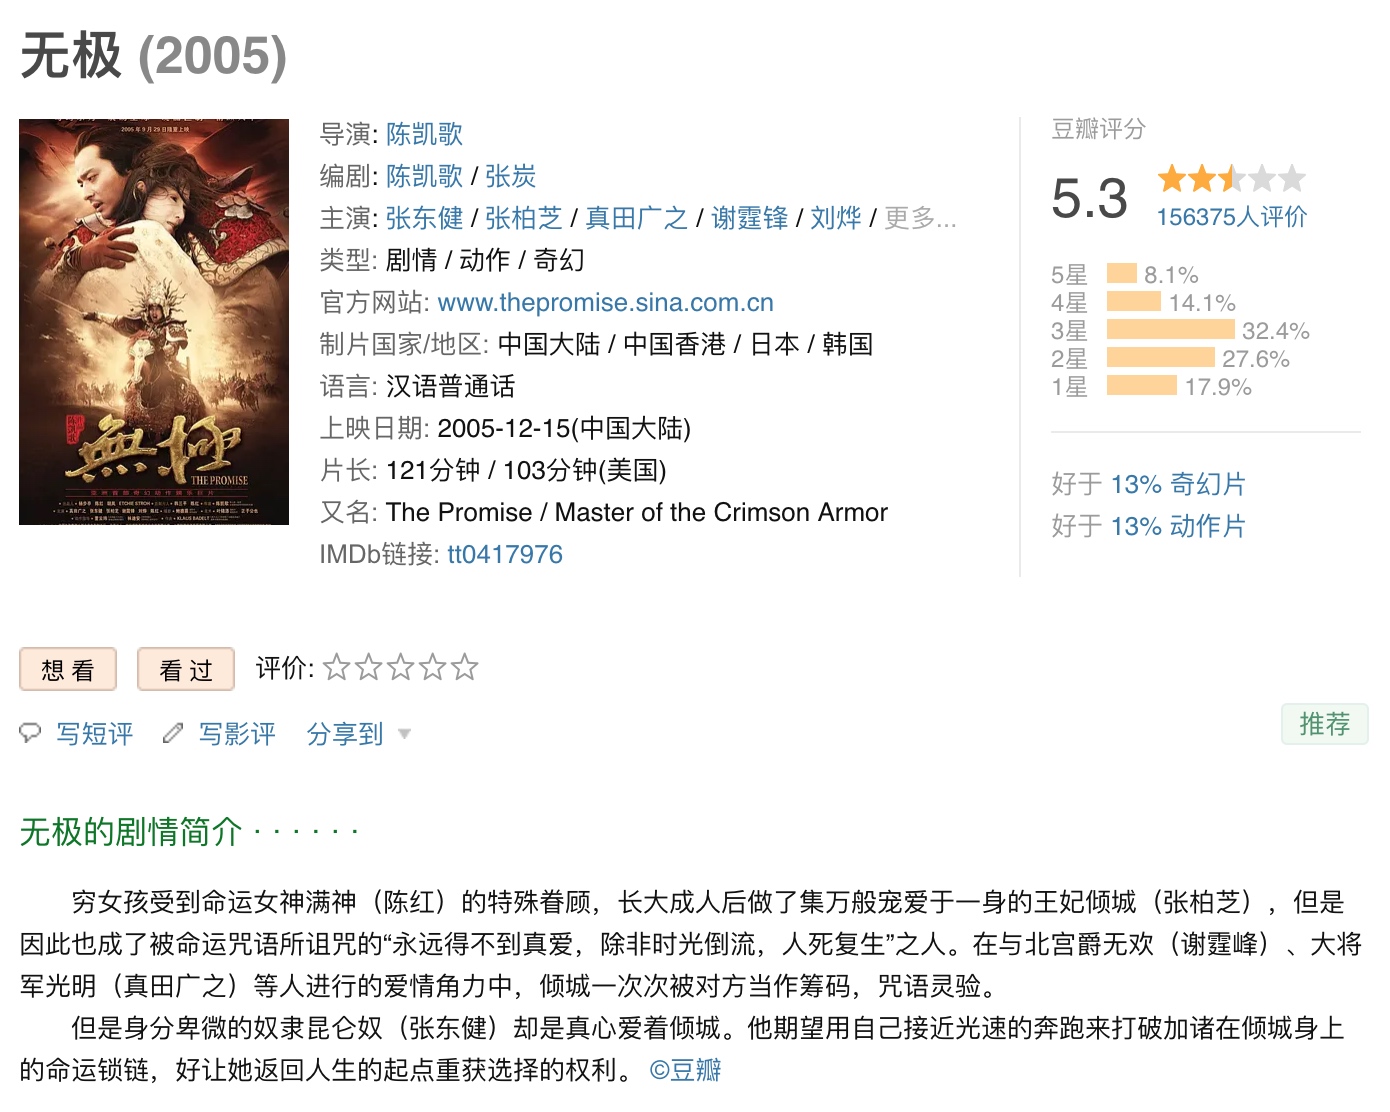 无极 (2005)
2005年9月29日隆重上映
無極
THE PROMISE
导演: 陈凯歌
编剧: 陈凯歌 / 张炭
主演: 张东健 / 张柏芝 / 真田广之 / 谢霆锋 / 刘烨 / 更多...
类型: 剧情 / 动作 / 奇幻
官方网站: www.thepromise.sina.com.cn
制片国家/地区: 中国大陆 / 中国香港 / 日本 / 韩国
语言: 汉语普通话
上映日期: 2005-12-15(中国大陆)
片长: 121分钟 / 103分钟(美国)
又名: The Promise / Master of the Crimson Armor
IMDb链接: tt0417976
豆瓣评分
5.3
156375人评价
5星 8.1%
4星 14.1%
3星 32.4%
2星 27.6%
1星 17.9%
好于 13% 奇幻片
好于 13% 动作片
想看 看过 评价:
写短评 写影评 分享到
推荐
无极的剧情简介 · · · · · ·
穷女孩受到命运女神满神（陈红）的特殊眷顾，长大成人后做了集万般宠爱于一身的王妃倾城（张柏芝），但是
因此也成了被命运咒语所诅咒的“永远得不到真爱，除非时光倒流，人死复生”之人。在与北宫爵无欢（谢霆峰）、大将
军光明（真田广之）等人进行的爱情角力中，倾城一次次被对方当作筹码，咒语灵验。
但是身分卑微的奴隶昆仑奴（张东健）却是真心爱着倾城。他期望用自己接近光速的奔跑来打破加诸在倾城身上
的命运锁链，好让她返回人生的起点重获选择的权利。 ©豆瓣